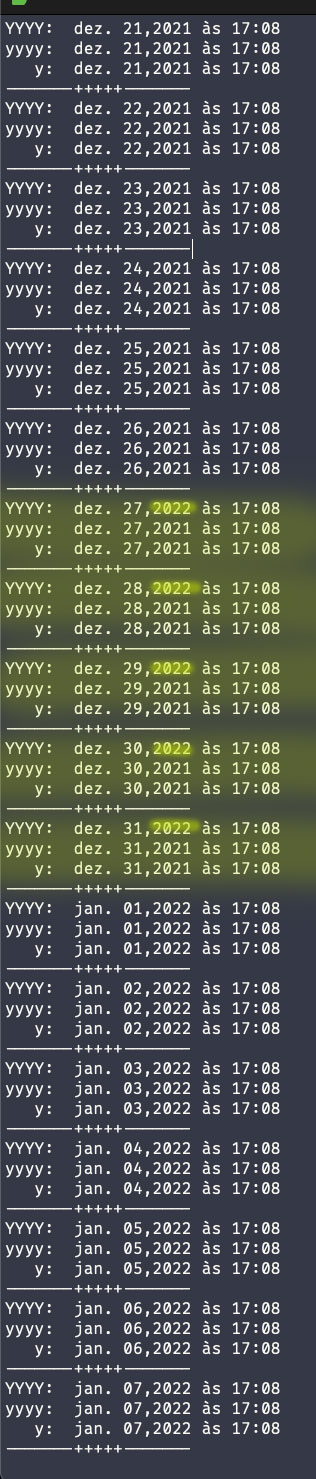 YYYY: dez. 21,2021 às 17:08
yyyy: dez. 21,2021 às 17:08
y: dez. 21,2021 às 17:08
———————+++++———————
YYYY: dez. 22,2021 às 17:08
yyyy: dez. 22,2021 às 17:08
y: dez. 22,2021 às 17:08
———————+++++———————
YYYY: dez. 23,2021 às 17:08
yyyy: dez. 23,2021 às 17:08
y: dez. 23,2021 às 17:08
———————+++++———————
YYYY: dez. 24,2021 às 17:08
yyyy: dez. 24,2021 às 17:08
y: dez. 24,2021 às 17:08
———————+++++———————
YYYY: dez. 25,2021 às 17:08
yyyy: dez. 25,2021 às 17:08
y: dez. 25,2021 às 17:08
———————+++++———————
YYYY: dez. 26,2021 às 17:08
yyyy: dez. 26,2021 às 17:08
y: dez. 26,2021 às 17:08
———————+++++———————
YYYY: dez. 27,2022 às 17:08
yyyy: dez. 27,2021 às 17:08
y: dez. 27,2021 às 17:08
———————+++++———————
YYYY: dez. 28,2022 às 17:08
yyyy: dez. 28,2021 às 17:08
y: dez. 28,2021 às 17:08
———————+++++———————
YYYY: dez. 29,2022 às 17:08
yyyy: dez. 29,2021 às 17:08
y: dez. 29,2021 às 17:08
———————+++++———————
YYYY: dez. 30,2022 às 17:08
yyyy: dez. 30,2021 às 17:08
y: dez. 30,2021 às 17:08
———————+++++———————
YYYY: dez. 31,2022 às 17:08
yyyy: dez. 31,2021 às 17:08
y: dez. 31,2021 às 17:08
———————+++++———————
YYYY: jan. 01,2022 às 17:08
yyyy: jan. 01,2022 às 17:08
y: jan. 01,2022 às 17:08
———————+++++———————
YYYY: jan. 02,2022 às 17:08
yyyy: jan. 02,2022 às 17:08
y: jan. 02,2022 às 17:08
———————+++++———————
YYYY: jan. 03,2022 às 17:08
yyyy: jan. 03,2022 às 17:08
y: jan. 03,2022 às 17:08
———————+++++———————
YYYY: jan. 04,2022 às 17:08
yyyy: jan. 04,2022 às 17:08
y: jan. 04,2022 às 17:08
———————+++++———————
YYYY: jan. 05,2022 às 17:08
yyyy: jan. 05,2022 às 17:08
y: jan. 05,2022 às 17:08
———————+++++———————
YYYY: jan. 06,2022 às 17:08
yyyy: jan. 06,2022 às 17:08
y: jan. 06,2022 às 17:08
———————+++++———————
YYYY: jan. 07,2022 às 17:08
yyyy: jan. 07,2022 às 17:08
y: jan. 07,2022 às 17:08
———————+++++———————